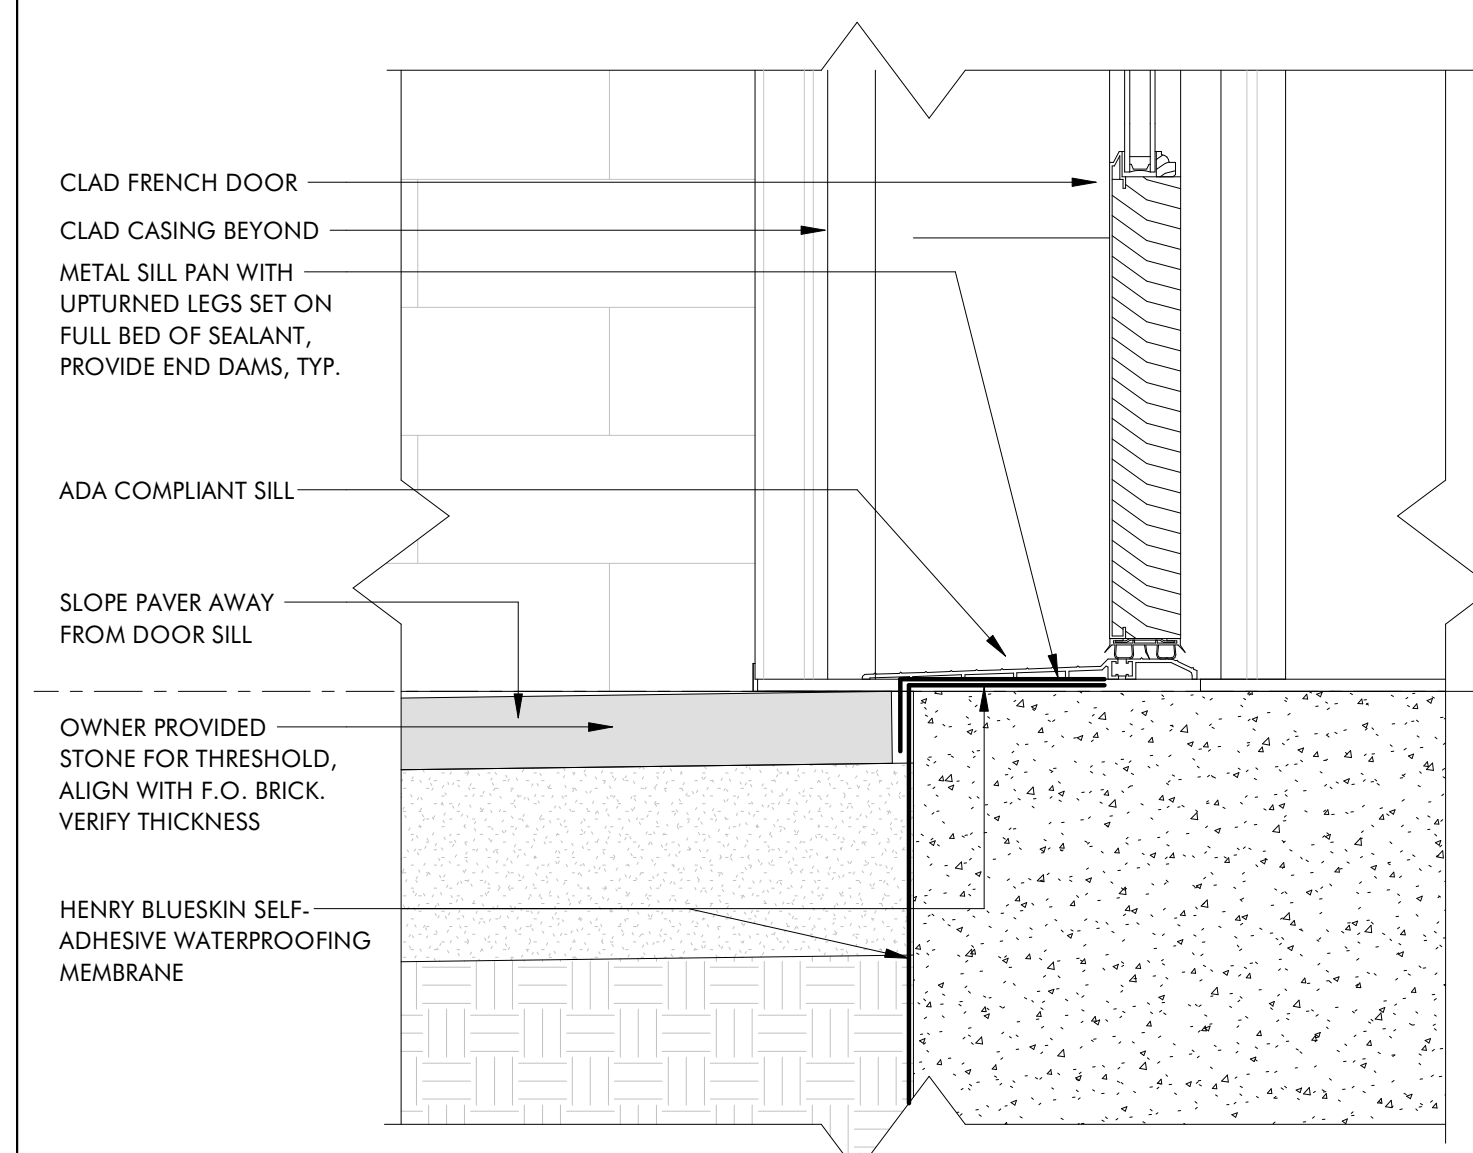 CLAD FRENCH DOOR
CLAD CASING BEYOND
METAL SILL PAN WITH
UPTURNED LEGS SET ON
FULL BED OF SEALANT,
PROVIDE END DAMS, TYP.
ADA COMPLIANT SILL
SLOPE PAVER AWAY
FROM DOOR SILL
OWNER PROVIDED
STONE FOR THRESHOLD,
ALIGN WITH F.O. BRICK.
VERIFY THICKNESS
HENRY BLUESKIN SELF-
ADHESIVE WATERPROOFING
MEMBRANE